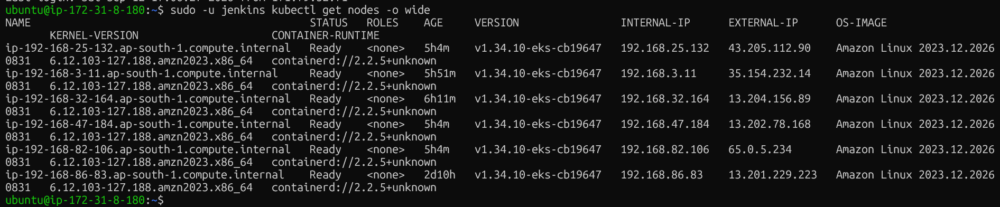 ubuntu@ip-172-31-8-180:~$ sudo -u jenkins kubectl get nodes -o wide
NAME STATUS ROLES AGE VERSION INTERNAL-IP EXTERNAL-IP OS-IMAGE
KERNEL-VERSION CONTAINER-RUNTIME
ip-192-168-25-132.ap-south-1.compute.internal Ready <none> 5h4m v1.34.10-eks-cb19647 192.168.25.132 43.205.112.90 Amazon Linux 2023.12.2026
0831 6.12.103-127.188.amzn2023.x86_64 containerd://2.2.5+unknown
ip-192-168-3-11.ap-south-1.compute.internal Ready <none> 5h51m v1.34.10-eks-cb19647 192.168.3.11 35.154.232.14 Amazon Linux 2023.12.2026
0831 6.12.103-127.188.amzn2023.x86_64 containerd://2.2.5+unknown
ip-192-168-32-164.ap-south-1.compute.internal Ready <none> 6h11m v1.34.10-eks-cb19647 192.168.32.164 13.204.156.89 Amazon Linux 2023.12.2026
0831 6.12.103-127.188.amzn2023.x86_64 containerd://2.2.5+unknown
ip-192-168-47-184.ap-south-1.compute.internal Ready <none> 5h4m v1.34.10-eks-cb19647 192.168.47.184 13.202.78.168 Amazon Linux 2023.12.2026
0831 6.12.103-127.188.amzn2023.x86_64 containerd://2.2.5+unknown
ip-192-168-82-106.ap-south-1.compute.internal Ready <none> 5h4m v1.34.10-eks-cb19647 192.168.82.106 65.0.5.234 Amazon Linux 2023.12.2026
0831 6.12.103-127.188.amzn2023.x86_64 containerd://2.2.5+unknown
ip-192-168-86-83.ap-south-1.compute.internal Ready <none> 2d10h v1.34.10-eks-cb19647 192.168.86.83 13.201.229.223 Amazon Linux 2023.12.2026
0831 6.12.103-127.188.amzn2023.x86_64 containerd://2.2.5+unknown
ubuntu@ip-172-31-8-180:~$